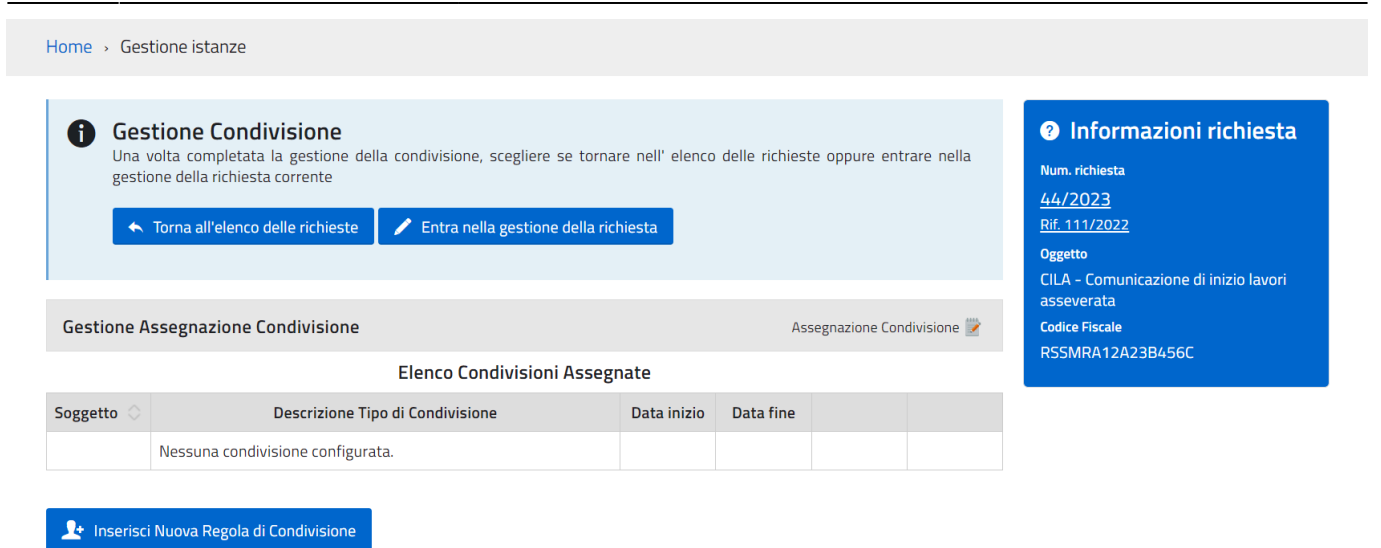 Home › Gestione istanze
Gestione Condivisione
Una volta completata la gestione della condivisione, scegliere se tornare nell' elenco delle richieste oppure entrare nella
gestione della richiesta corrente
Torna all'elenco delle richieste
Entra nella gestione della richiesta
Informazioni richiesta
Num. richiesta
44/2023
Rif. 111/2022
Oggetto
CILA - Comunicazione di inizio lavori
asseverata
Codice Fiscale
RSSMRA12A23B456C
Gestione Assegnazione Condivisione
Assegnazione Condivisione
Elenco Condivisioni Assegnate
Soggetto Descrizione Tipo di Condivisione Data inizio Data fine
Nessuna condivisione configurata.
Inserisci Nuova Regola di Condivisione